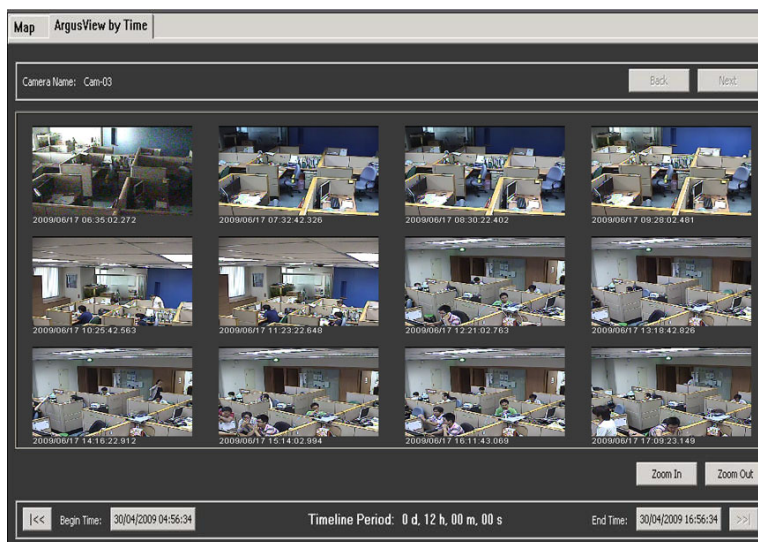 Map
ArgusView by Time
Camera Name: Cam-03
Back
Next
2009/06/17 06:35:02.272
2009/06/17 07:32:42.326
2009/06/17 08:30:22.402
2009/06/17 09:28:02.481
2009/06/17 10:25:42.563
2009/06/17 11:23:22.648
2009/06/17 12:21:02.763
2009/06/17 13:18:42.826
2009/06/17 14:16:22.912
2009/06/17 15:14:02.994
2009/06/17 16:11:43.069
2009/06/17 17:09:23.149
Zoom In
Zoom Out
|<<
Begin Time:
30/04/2009 04:56:34
Timeline Period: 0 d, 12 h, 00 m, 00 s
End Time:
30/04/2009 16:56:34
>>|